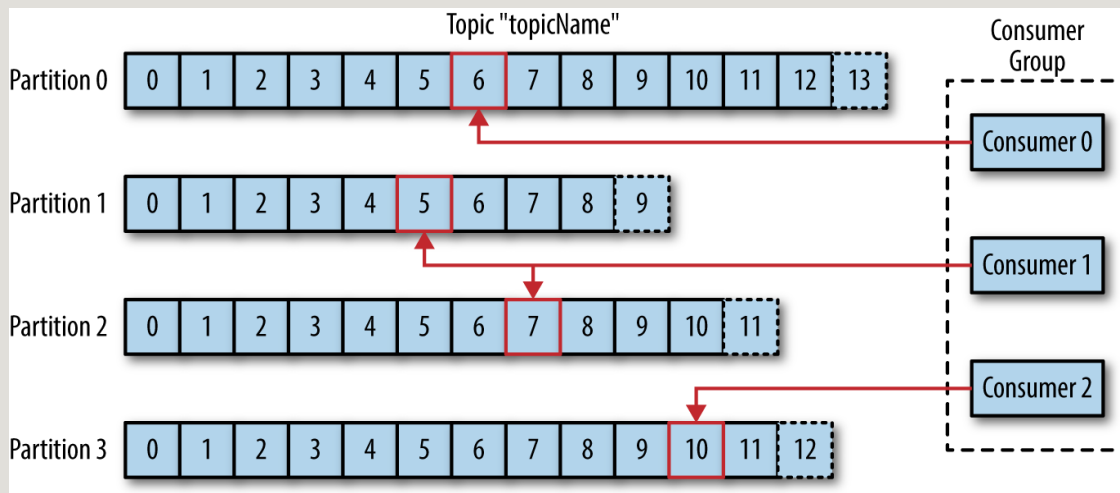 Topic "topicName"
Consumer
Group
Partition 0 0 1 2 3 4 5 6 7 8 9 10 11 12 13
Consumer 0
Partition 1 0 1 2 3 4 5 6 7 8 9
Consumer 1
Partition 2 0 1 2 3 4 5 6 7 8 9 10 11
Consumer 2
Partition 3 0 1 2 3 4 5 6 7 8 9 10 11 12